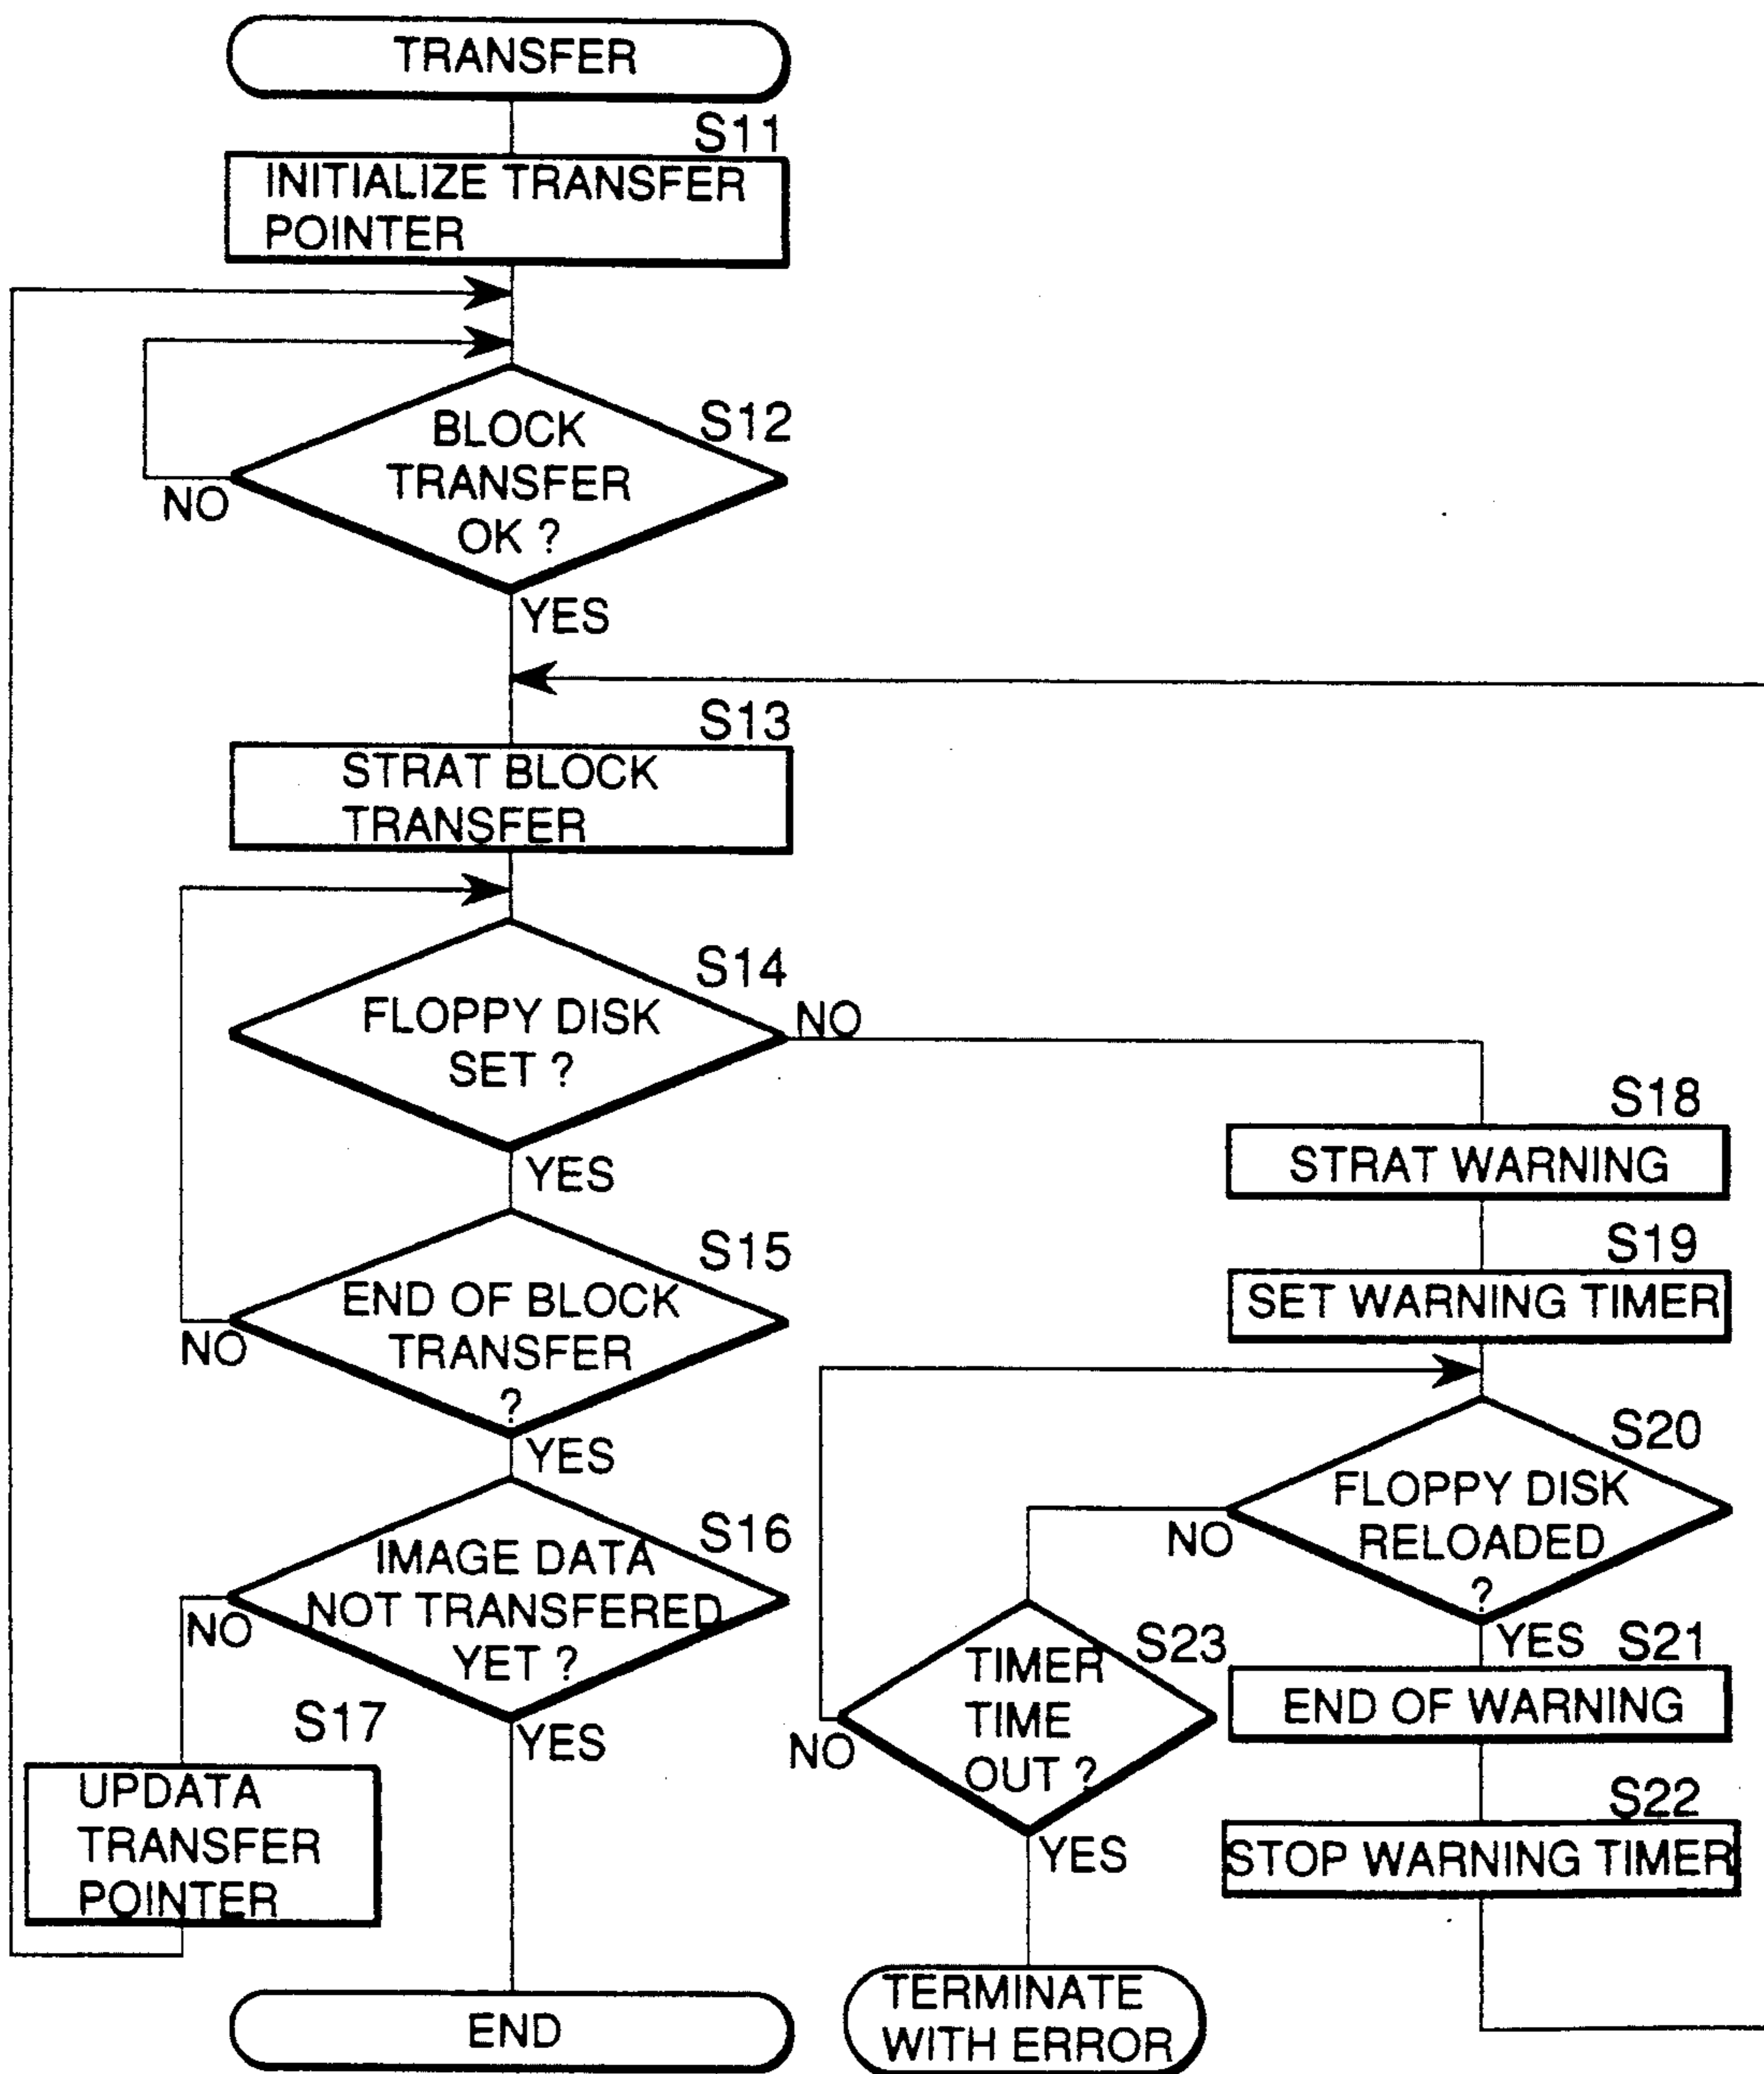 TRANSFER
S11
INITIALIZE TRANSFER
POINTER
S12
BLOCK
TRANSFER
OK ?
NO
YES
S13
STRAT BLOCK
TRANSFER
S14
FLOPPY DISK
SET ?
NO
YES
S15
END OF BLOCK
TRANSFER
?
NO
YES
S16
IMAGE DATA
NOT TRANSFERED
YET ?
NO
YES
S17
UPDATA
TRANSFER
POINTER
END
S18
STRAT WARNING
S19
SET WARNING TIMER
S20
FLOPPY DISK
RELOADED
?
NO
YES
S21
END OF WARNING
S22
STOP WARNING TIMER
S23
TIMER
TIME
OUT ?
NO
YES
TERMINATE
WITH ERROR